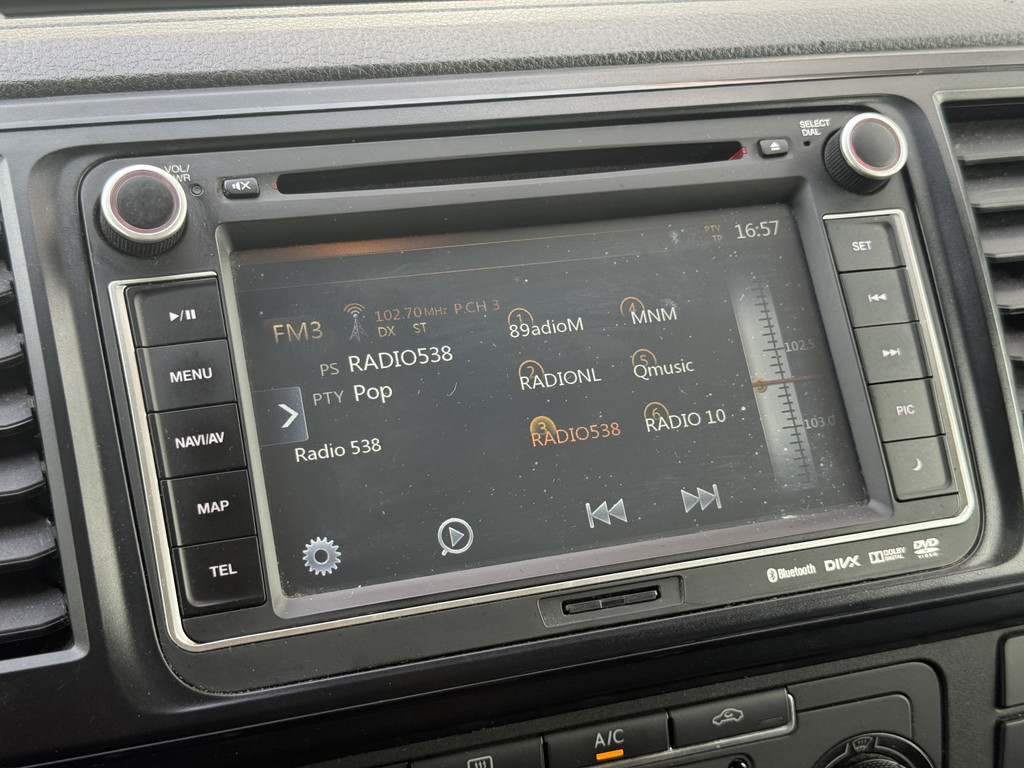 VOL/
PWR
SELECT
DIAL
MENU
NAVI/AV
MAP
TEL
PTY
TP
16:57
FM3
102.70MHz P.CH 3
DX ST
PS RADIO538
PTY Pop
Radio 538
1
89adioM
2
RADIONL
3
RADIO538
4
MNM
5
Qmusic
6
RADIO 10
102.5
103.0
SET
PIC
Bluetooth
DIVX
DOLBY
DIGITAL
DVD
VIDEO
A/C